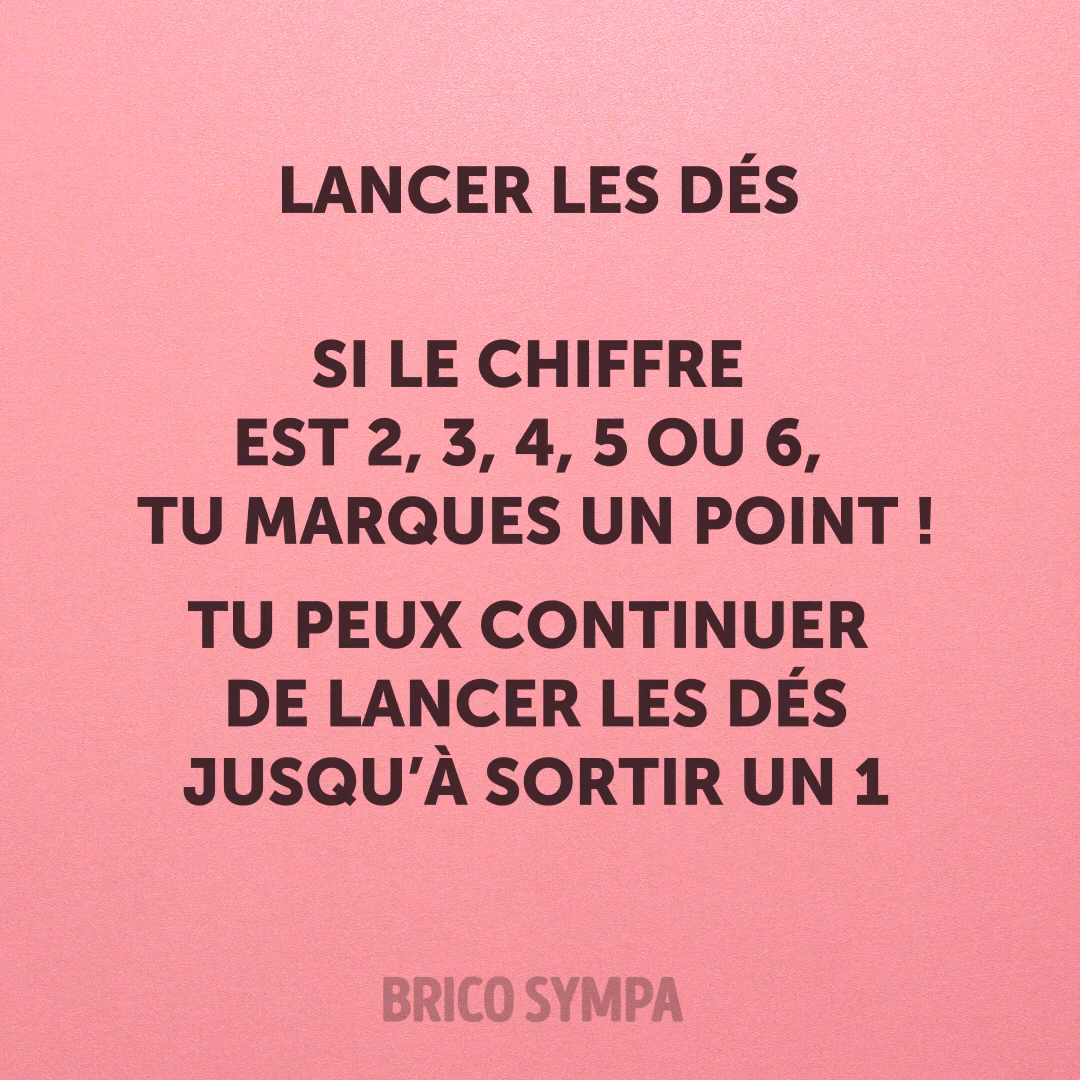 LANCER LES DÉS
SI LE CHIFFRE
EST 2, 3, 4, 5 OU 6,
TU MARQUES UN POINT !
TU PEUX CONTINUER
DE LANCER LES DÉS
JUSQU’À SORTIR UN 1
BRICO SYMPA